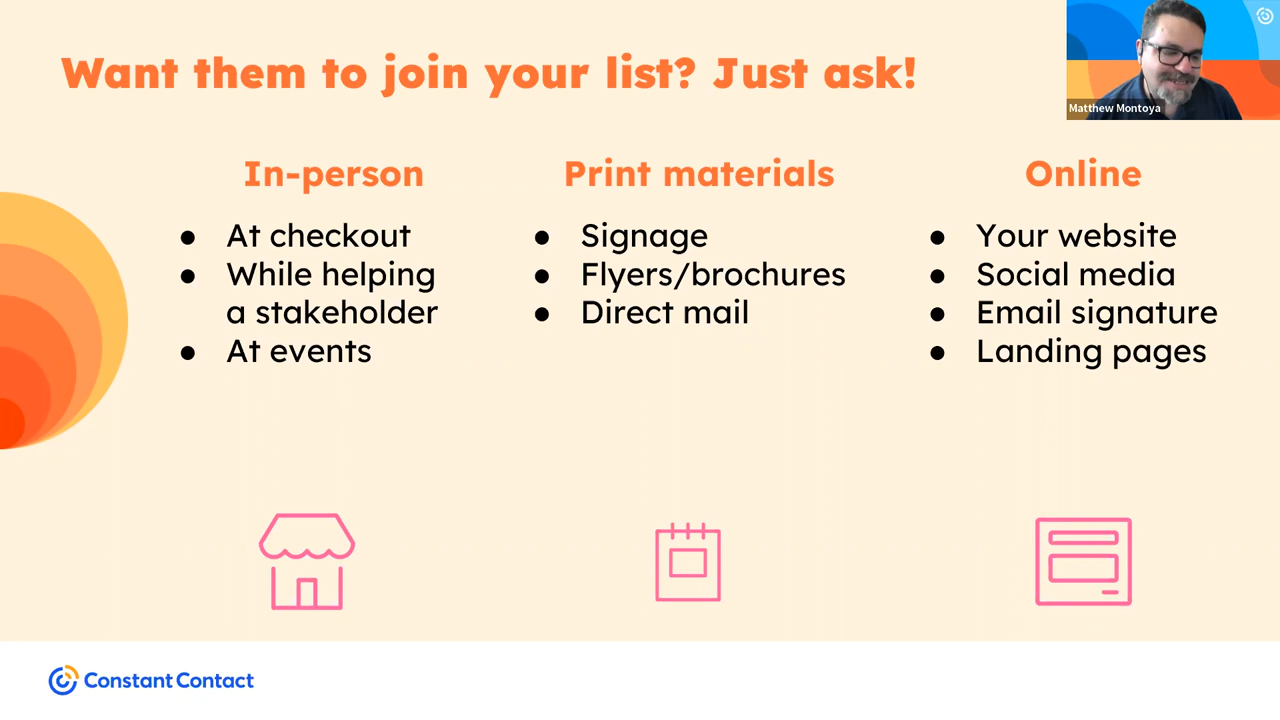 Want them to join your list? Just ask!
Matthew Montoya
In-person
● At checkout
● While helping
a stakeholder
● At events
Print materials
● Signage
● Flyers/brochures
● Direct mail
Online
● Your website
● Social media
● Email signature
● Landing pages
Constant Contact